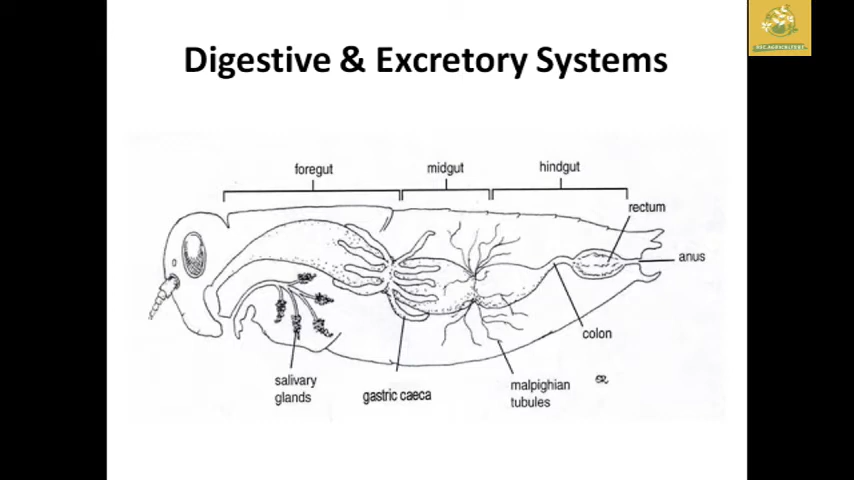 Digestive & Excretory Systems
foregut
midgut
hindgut
rectum
anus
colon
salivary
glands
gastric caeca
malpighian
tubules